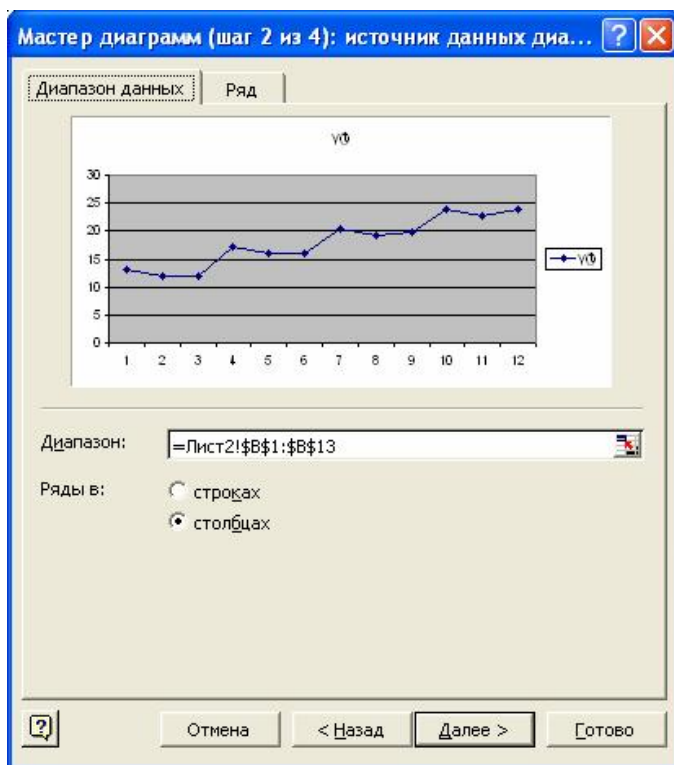 Мастер диаграмм (шаг 2 из 4): источник данных диа...
Диапазон данных
Ряд
30
25
20
15
10
5
0
1 2 3 4 5 6 7 8 9 10 11 12
Диапазон:
=Лист2!$B$1:$B$13
Ряды в:
строках
столбцах
Отмена
< Назад
Далее >
Готово